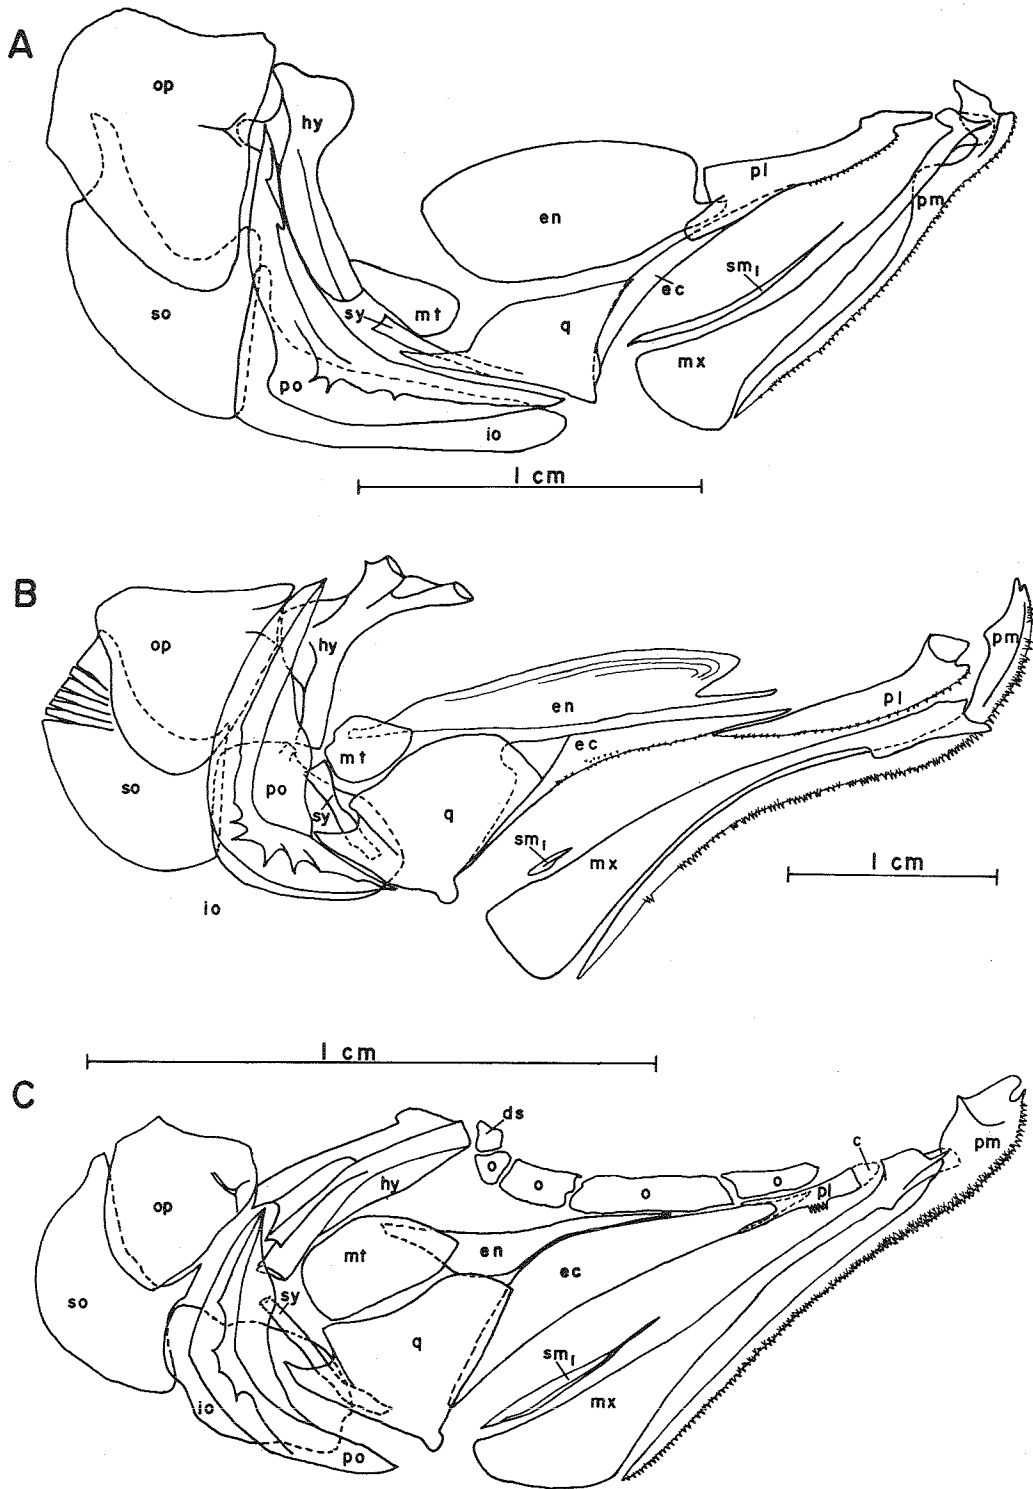 A
op
hy
pl
pm
en
sm1
ec
so
sy
mt
q
mx
po
io
1 cm
B
op
hy
pm
en
pl
mt
ec
so
po
sy
q
sm1
mx
1 cm
io
1 cm
C
ds
pm
c
o
o
o
o
op
hy
pl
mt
en
ec
so
sy
q
sm1
io
mx
po